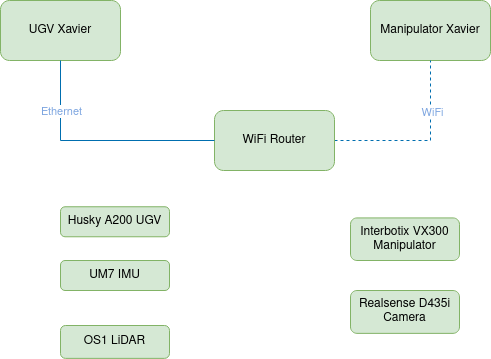 UGV Xavier
Manipulator Xavier
Ethernet
WiFi
WiFi Router
Husky A200 UGV
Interbotix VX300
Manipulator
UM7 IMU
Realsense D435i
Camera
OS1 LiDAR